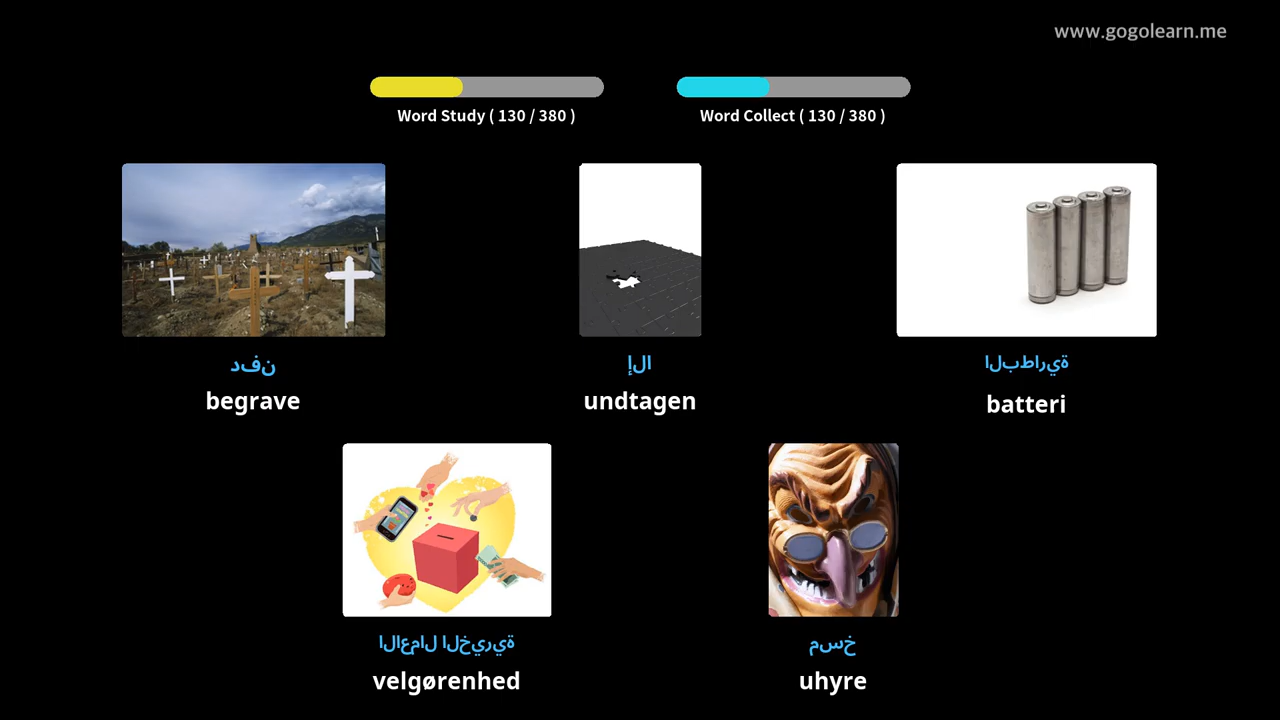 www.gogolearn.me
Word Study ( 130 / 380 )
Word Collect ( 130 / 380 )
دفن
begrave
إلا
undtagen
البطارية
batteri
الاعمال الخيرية
velgørenhed
مسخ
uhyre